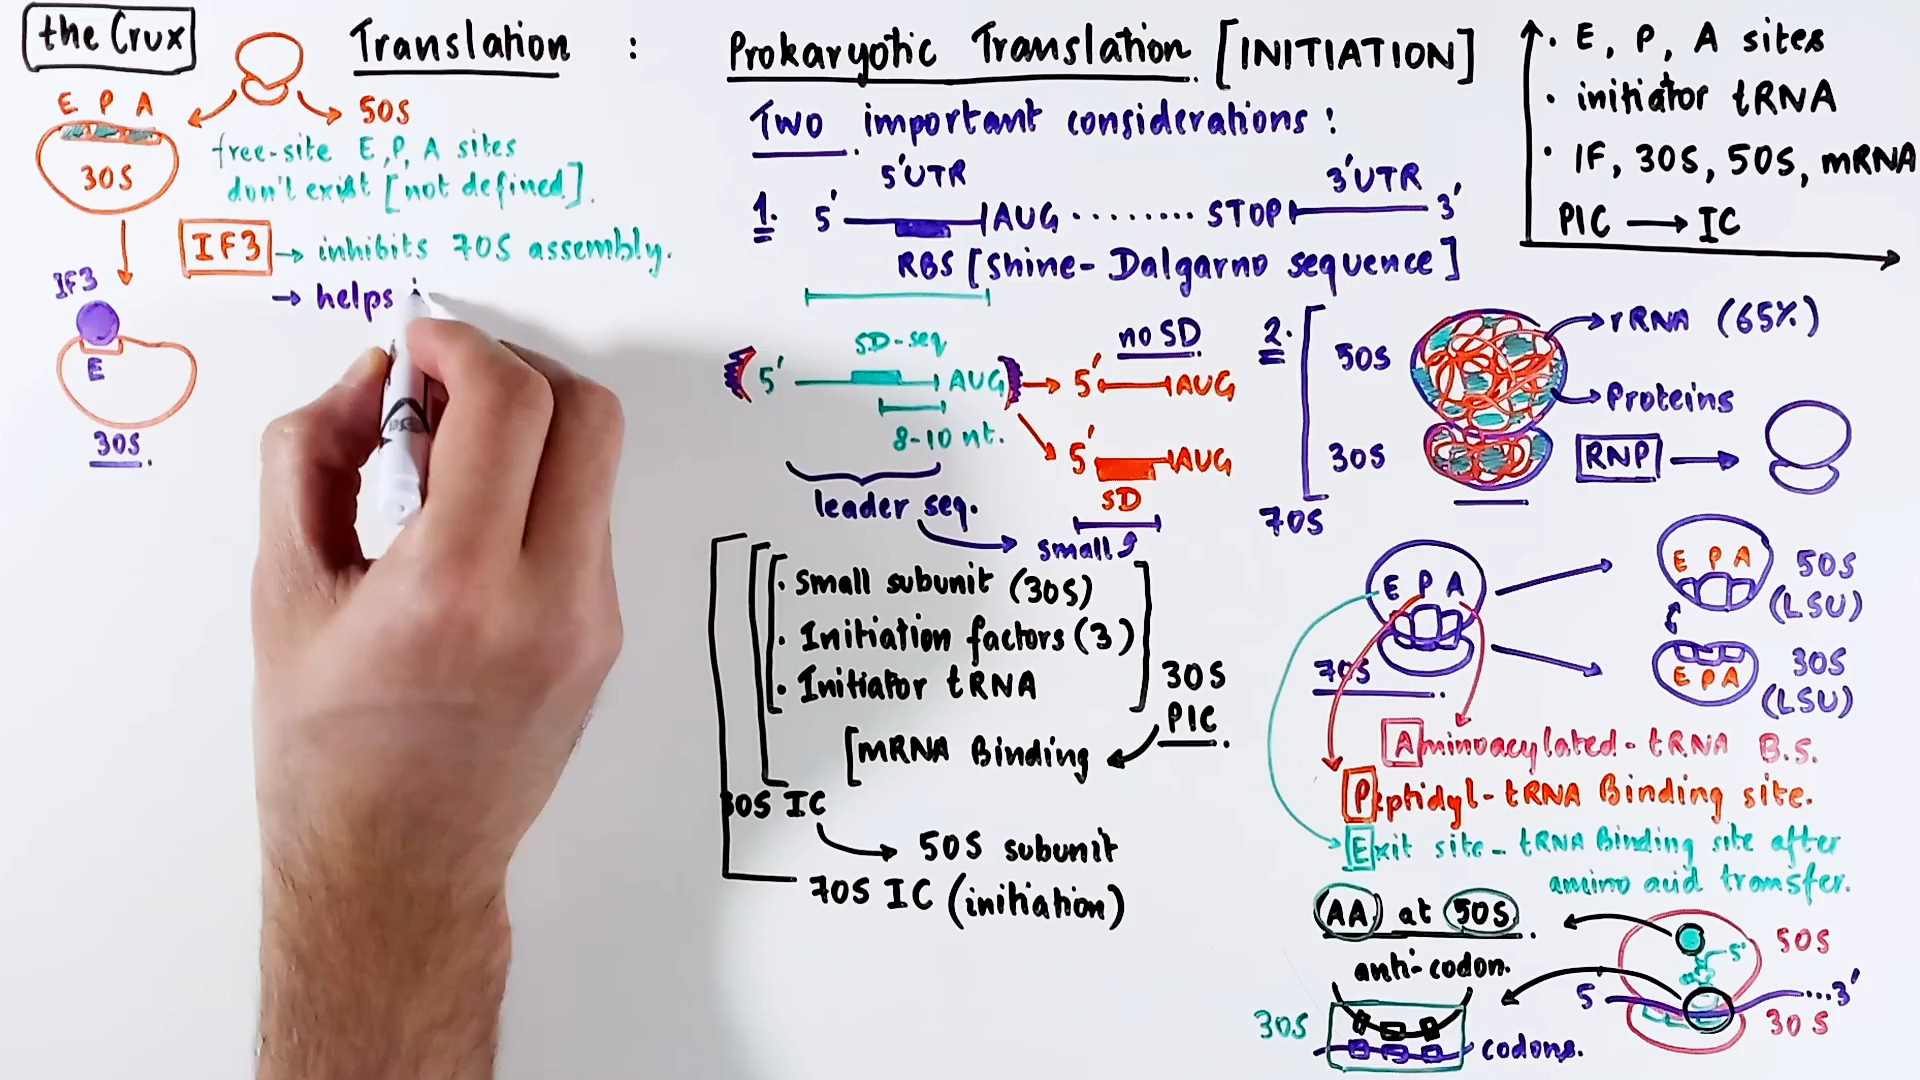 the Crux
Translation :
E P A
50S
30S
free-site E, P, A sites
don't exist [not defined].
IF3 → inhibits 70S assembly.
→ helps
IF3
E
30S.
Prokaryotic Translation [INITIATION]
Two important considerations:
5'UTR
3'UTR
1. 5' AUG ........ STOP 3'
RBS [Shine-Dalgarno sequence]
SD-seq
5' AUG
8-10 nt.
leader seq.
no SD
5' AUG
5' AUG
SD
small
· Small subunit (30S)
· Initiation factors (3)
· Initiator tRNA
30S
PIC.
[mRNA Binding
30S IC
50S subunit
70S IC (initiation)
· E, P, A sites
· initiator tRNA
· IF, 30S, 50S, mRNA
PIC → IC
2.
50S
30S
70S
rRNA (65%)
Proteins
RNP →
E P A
70S
E P A
50S
(LSU)
E P A
30S
(LSU)
Aminoacylated-tRNA B.S.
Peptidyl-tRNA Binding site.
Exit site - tRNA Binding site after
amino acid transfer.
AA at 50S.
anti-codon.
30S
codons.
5'
50S
5 ...3'
30S